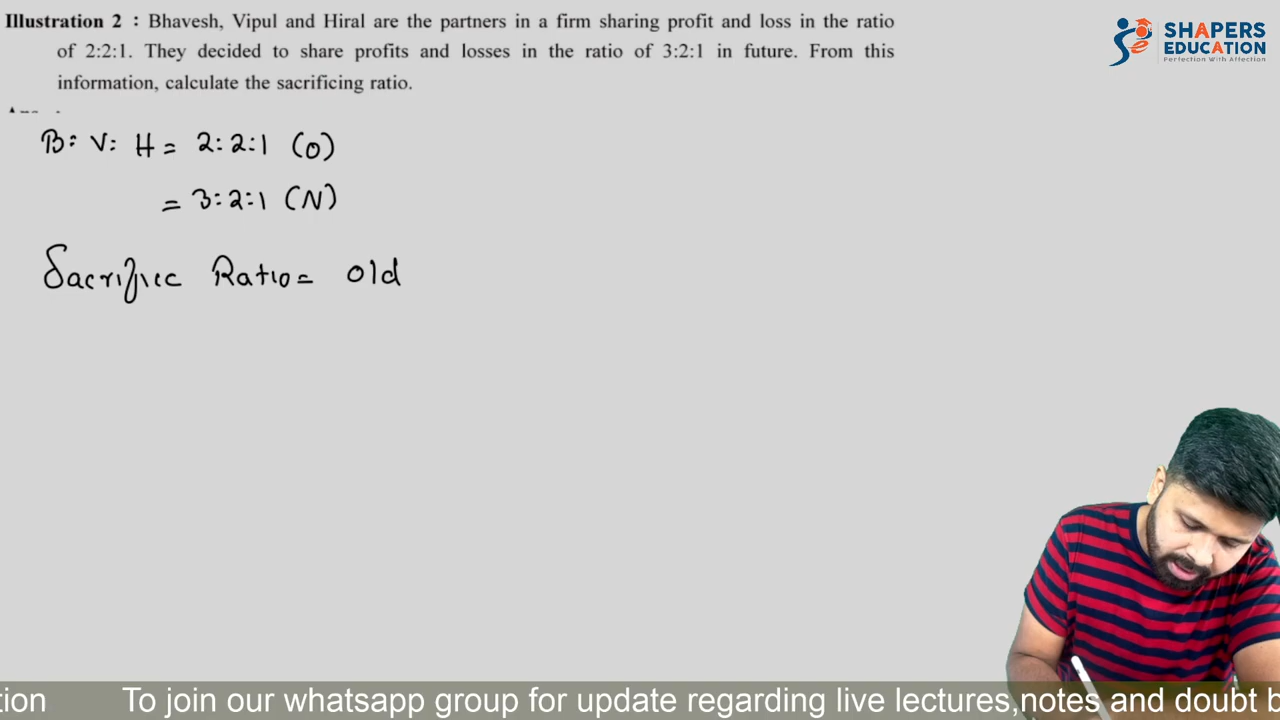 Illustration 2 : Bhavesh, Vipul and Hiral are the partners in a firm sharing profit and loss in the ratio
of 2:2:1. They decided to share profits and losses in the ratio of 3:2:1 in future. From this
information, calculate the sacrificing ratio.
SHAPERS
EDUCATION
Perfection With Affection
B: V: H = 2:2:1 (O)
= 3:2:1 (N)
Sacrifice Ratio= old
tion To join our whatsapp group for update regarding live lectures,notes and doubt b